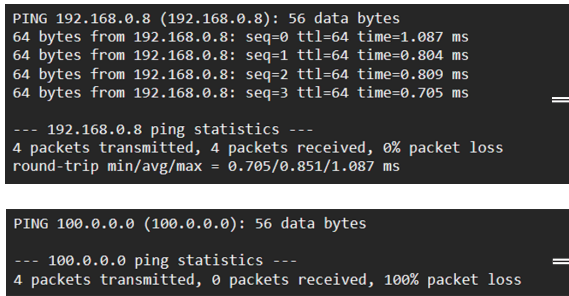 PING 192.168.0.8 (192.168.0.8): 56 data bytes
64 bytes from 192.168.0.8: seq=0 ttl=64 time=1.087 ms
64 bytes from 192.168.0.8: seq=1 ttl=64 time=0.804 ms
64 bytes from 192.168.0.8: seq=2 ttl=64 time=0.809 ms
64 bytes from 192.168.0.8: seq=3 ttl=64 time=0.705 ms
--- 192.168.0.8 ping statistics ---
4 packets transmitted, 4 packets received, 0% packet loss
round-trip min/avg/max = 0.705/0.851/1.087 ms
PING 100.0.0.0 (100.0.0.0): 56 data bytes
--- 100.0.0.0 ping statistics ---
4 packets transmitted, 0 packets received, 100% packet loss